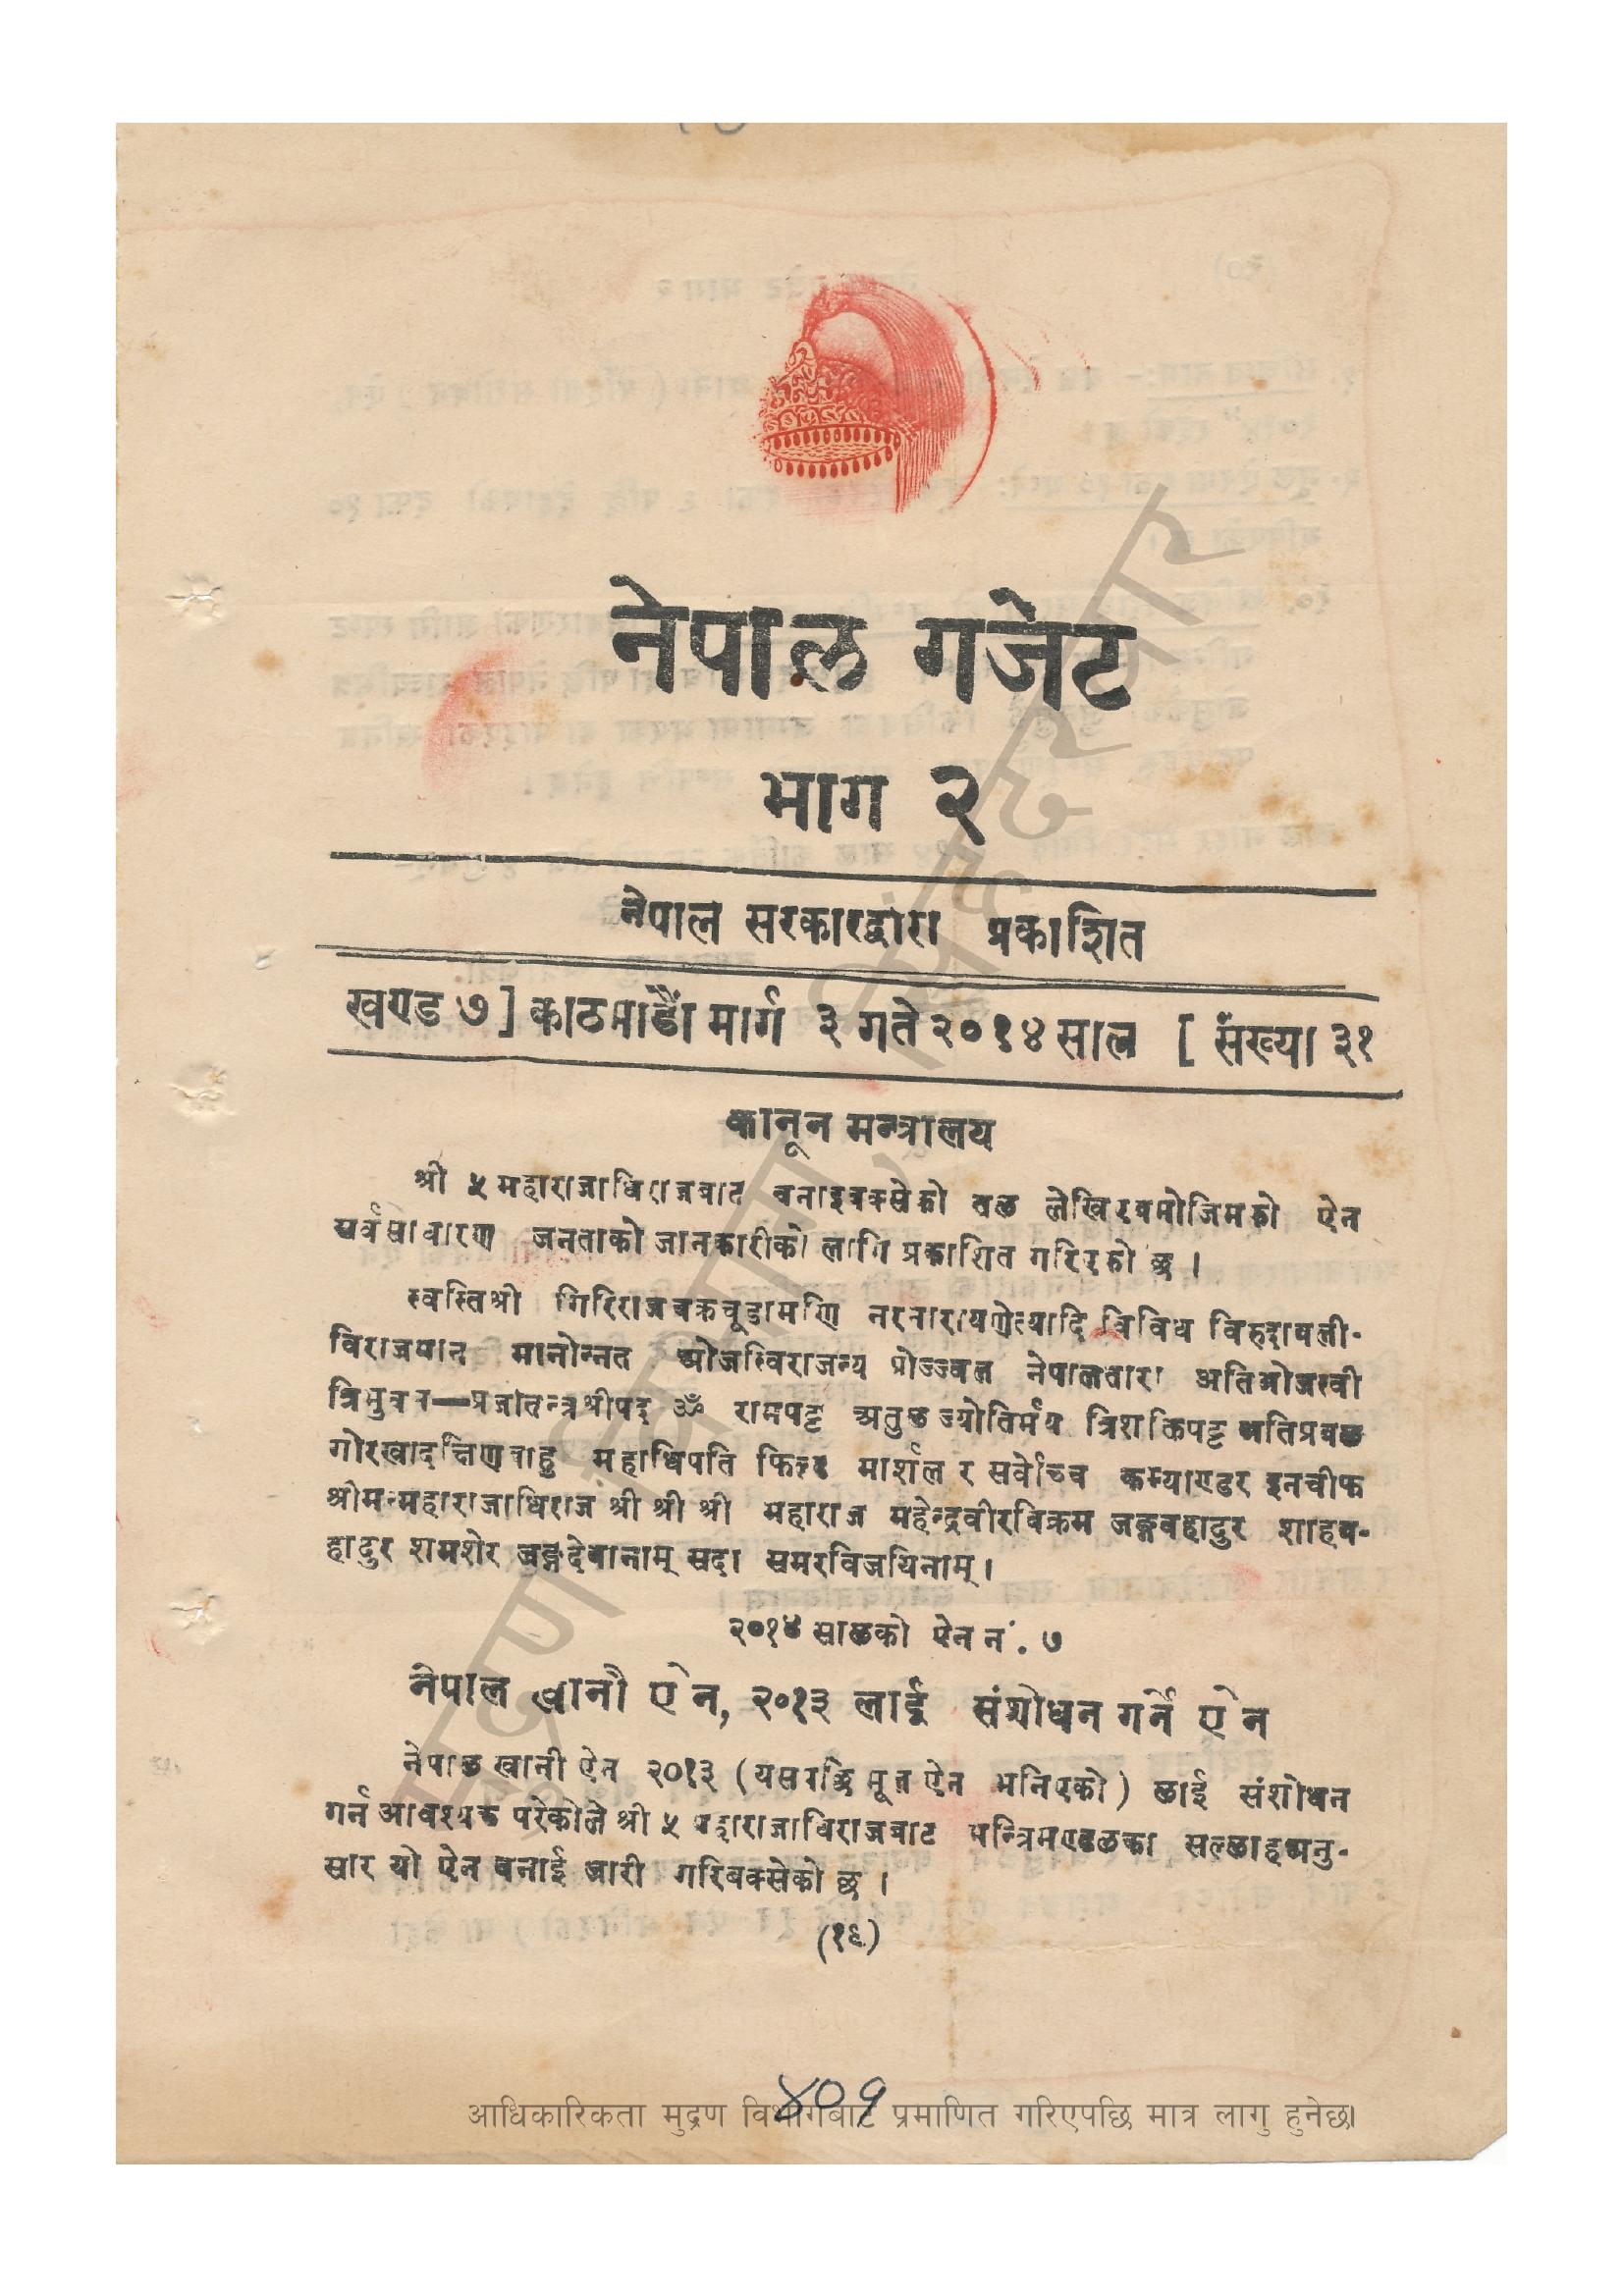 नेपाल गजेट
भाग २
नेपाल सरकारद्वारा प्रकाशित
खण्ड ७] काठमाडौं मार्ग ३ गते २०१४ साल [ संख्या ३१
कानून मन्त्रालय
श्री ५ महाराजाधिराजबाट बनाइबक्सेको तल लेखिएबमोजिमको ऐन
सर्वसाधारण जनताको जानकारीको लागि प्रकाशित गरिएको छ ।
स्वस्तिश्री गिरिराजचक्रचूडामणि नरनारायणेत्यादि विविध विरुदावली-
विराजमान मानोन्नत ओजस्विराजन्य प्रोज्ज्वल नेपालतारा अतिओजस्वी
त्रिभुवन—प्रजातन्त्रश्रीपद ॐ रामपट्ट अतुल ज्योतिर्मय त्रिशक्तिपट्ट अतिप्रबल
गोरखादक्षिणबाहु महाधिपति फिल्ड मार्शल र सर्वोच्च कम्याण्डर इनचीफ
श्रीमन्महाराजाधिराज श्री श्री श्री महाराज महेन्द्रवीरविक्रम जङ्गबहादुर शाहब-
हादुर शमशेर जङ्गदेवानाम् सदा समरविजयिनाम् ।
२०१४ सालको ऐन नं. ७
नेपाल खानी ऐन, २०१३ लाई संशोधन गर्ने ऐन
नेपाल खानी ऐन २०१३ (यसपछि मूल ऐन भनिएको) लाई संशोधन
गर्न आवश्यक परेकोले श्री ५ महाराजाधिराजबाट मन्त्रिमण्डलका सल्लाहअनु-
सार यो ऐन बनाई जारी गरिबक्सेको छ ।
(१९)
४०१
आधिकारिकता मुद्रण विभागबाट प्रमाणित गरिएपछि मात्र लागु हुनेछ।
मुद्रण विभाग, सिंहदरबार